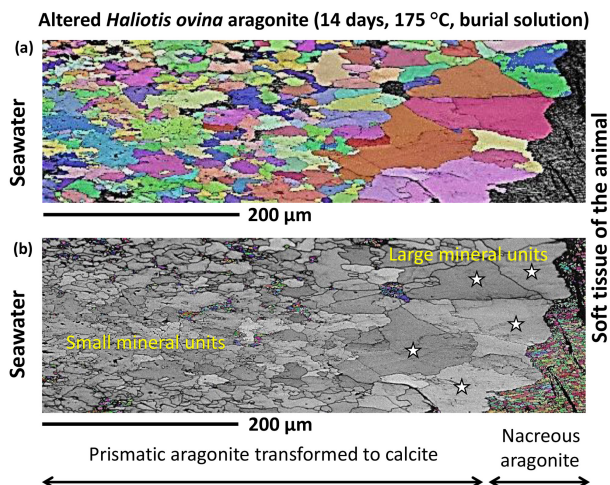 Altered Haliotis ovina aragonite (14 days, 175 °C, burial solution)
(a)
Seawater
200 µm
Soft tissue of the animal
(b)
Large mineral units
Seawater
Small mineral units
200 µm
Prismatic aragonite transformed to calcite
Nacreous
aragonite